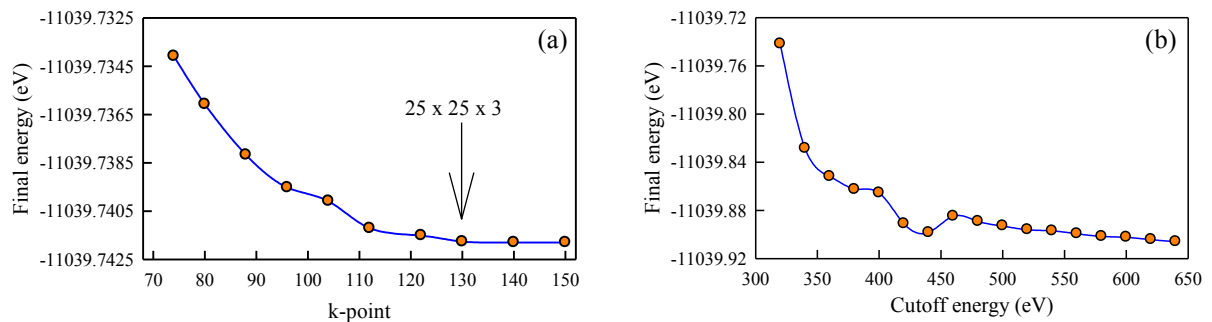 (a)
Final energy (eV)
-11039.7325
-11039.7345
-11039.7365
-11039.7385
-11039.7405
-11039.7425
25 x 25 x 3
70 80 90 100 110 120 130 140 150
k-point
(b)
Final energy (eV)
-11039.72
-11039.76
-11039.80
-11039.84
-11039.88
-11039.92
300 350 400 450 500 550 600 650
Cutoff energy (eV)